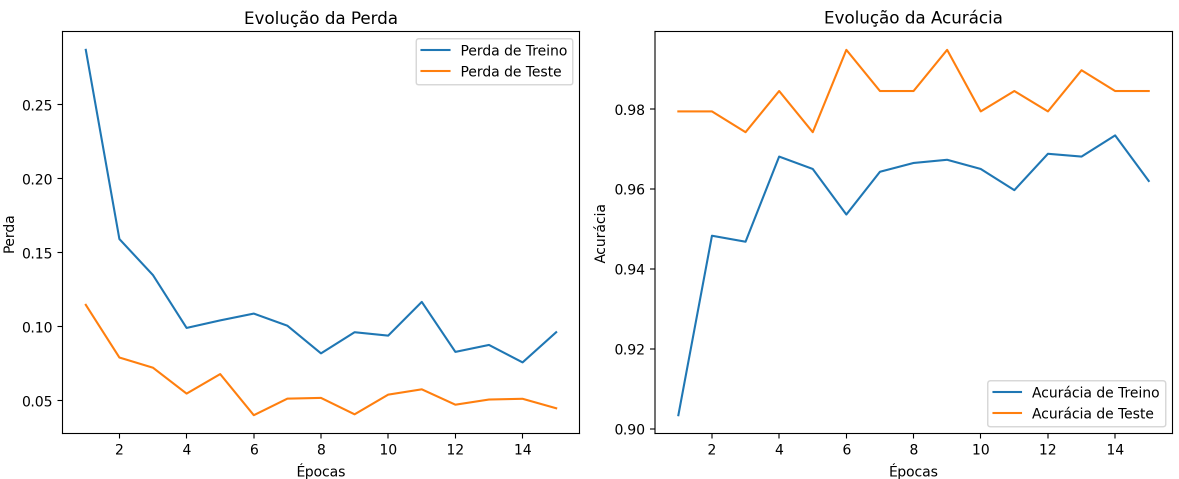 Evolução da Perda
Perda de Treino
Perda de Teste
Perda
0.25
0.20
0.15
0.10
0.05
2 4 6 8 10 12 14
Épocas
Evolução da Acurácia
Acurácia
0.98
0.96
0.94
0.92
0.90
Acurácia de Treino
Acurácia de Teste
2 4 6 8 10 12 14
Épocas